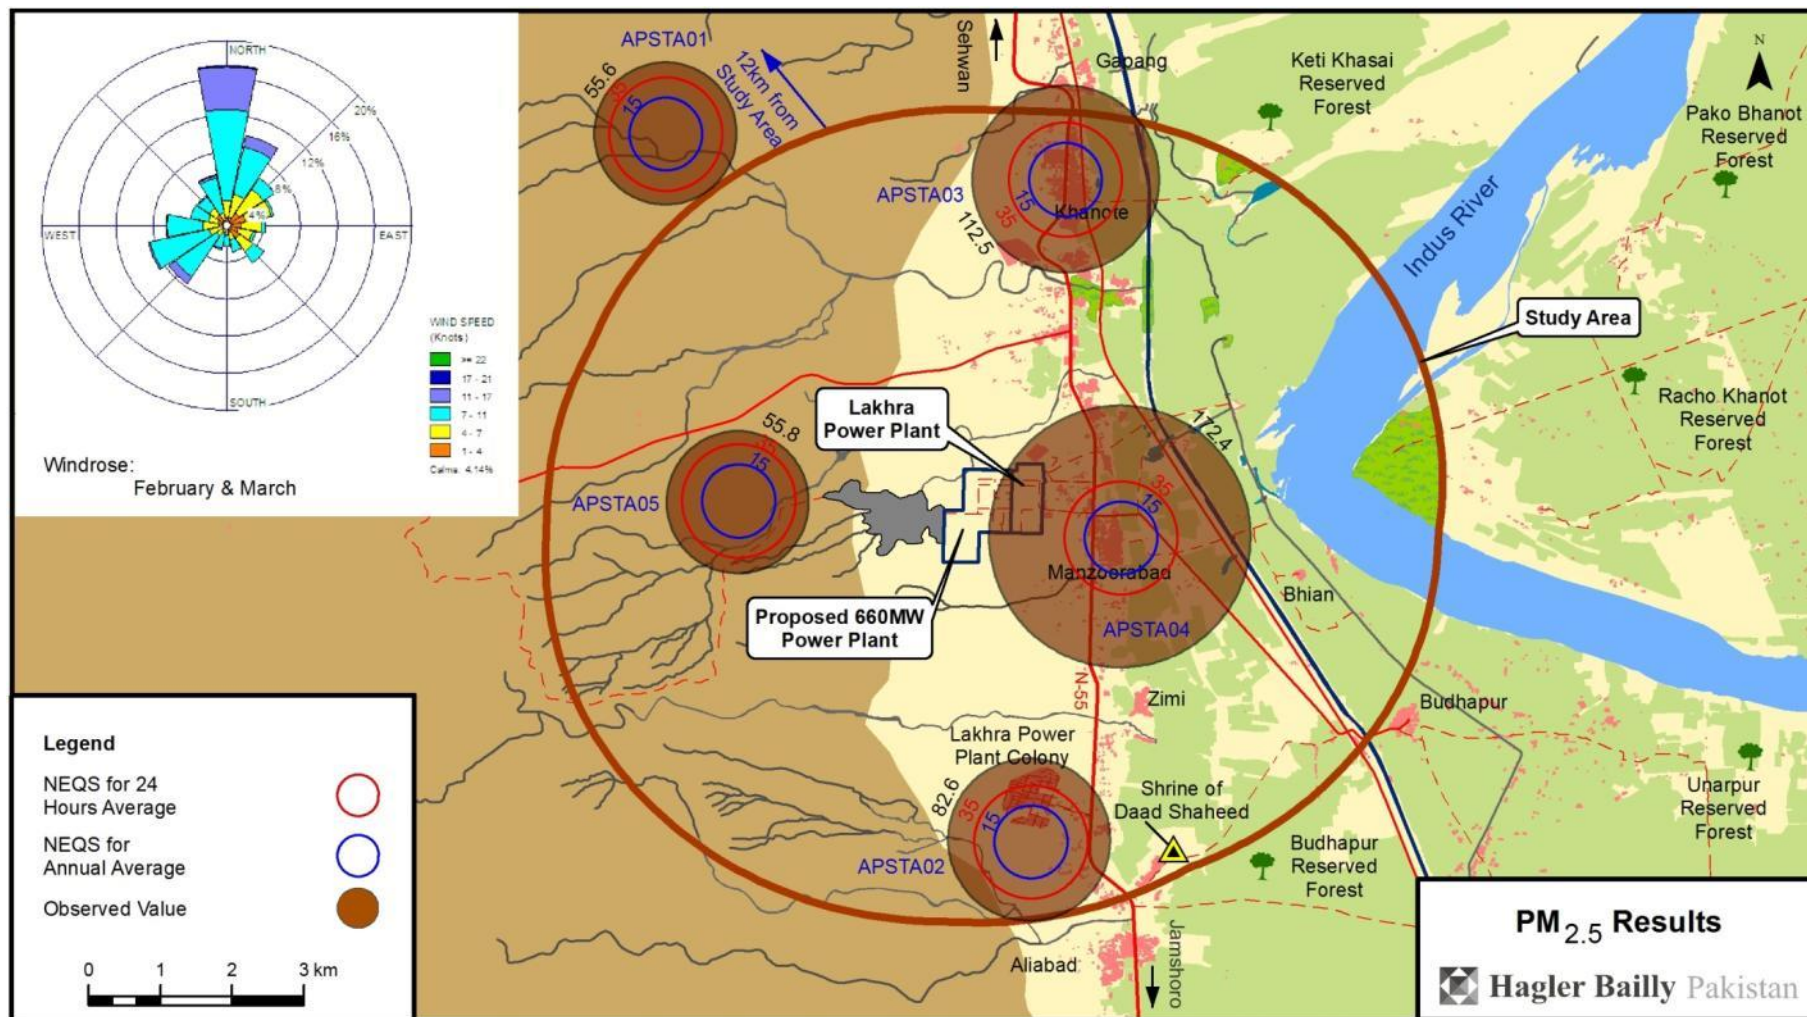 NORTH
20%
16%
12%
8%
4%
WEST
EAST
SOUTH
WIND SPEED
(Knots)
>= 22
17 - 21
11 - 17
7 - 11
4 - 7
1 - 4
Calms: 4.14%
Windrose:
February & March
APSTA01
55.6
15
12km from
Study Area
Sehwan
Gapang
Keti Khasai
Reserved
Forest
N
Pako Bhanot
Reserved
Forest
APSTA03
15
35
112.5
Khanote
Indus River
Study Area
Racho Khanot
Reserved
Forest
Lakhra
Power Plant
55.8
35
15
APSTA05
172.4
35
15
Manzoorabad
APSTA04
Bhian
Proposed 660MW
Power Plant
N-55
Zimi
Budhapur
Lakhra Power
Plant Colony
82.6
35
15
APSTA02
Shrine of
Daad Shaheed
Budhapur
Reserved
Forest
Unarpur
Reserved
Forest
Aliabad
Jamshoro
Legend
NEQS for 24
Hours Average
NEQS for
Annual Average
Observed Value
0 1 2 3 km
PM2.5 Results
Hagler Bailly Pakistan